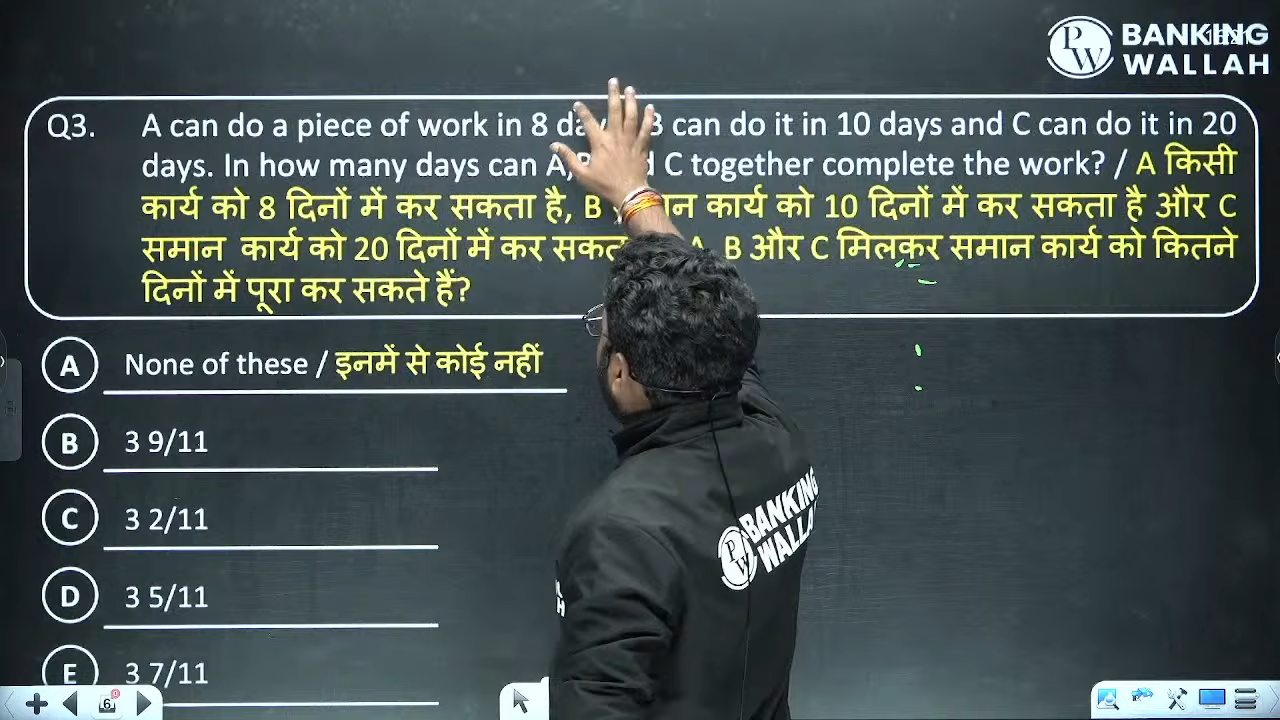 BANKING
WALLAH
Q3. A can do a piece of work in 8 B can do it in 10 days and C can do it in 20
days. In how many days can A, C together complete the work? / A किसी
कार्य को 8 दिनों में कर सकता है, B कार्य को 10 दिनों में कर सकता है और C
समान कार्य को 20 दिनों में कर A, B और C मिलकर समान कार्य को कितने
दिनों में पूरा कर सकते हैं?
A None of these / इनमें से कोई नहीं
B 3 9/11
C 3 2/11
D 3 5/11
E 3 7/11
PW BANKING
WALLA
6